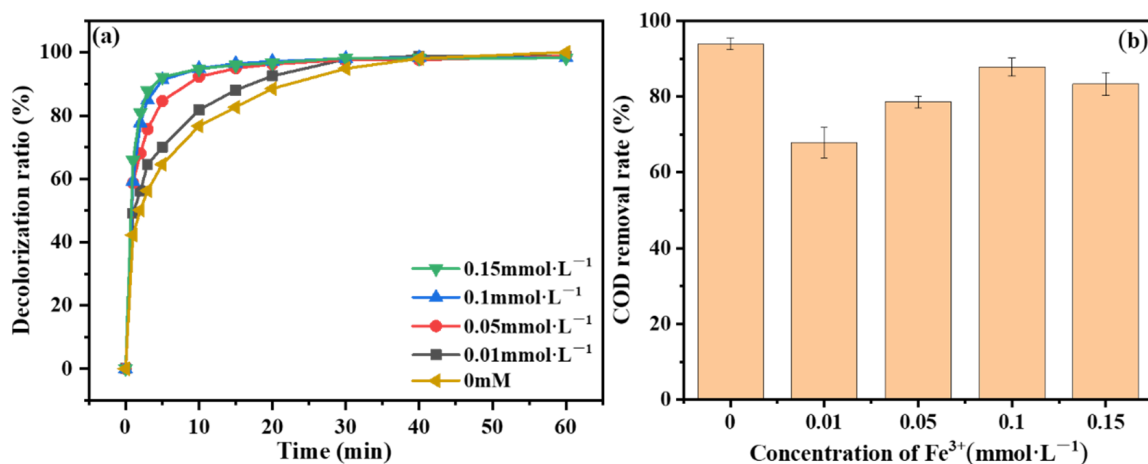 (a)
Decolorization ratio (%)
100
80
60
40
20
0
0.15mmol·L⁻¹
0.1mmol·L⁻¹
0.05mmol·L⁻¹
0.01mmol·L⁻¹
0mM
0 10 20 30 40 50 60
Time (min)
(b)
COD removal rate (%)
100
80
60
40
80
0
0 0.01 0.05 0.1 0.15
Concentration of Fe³⁺(mmol·L⁻¹)